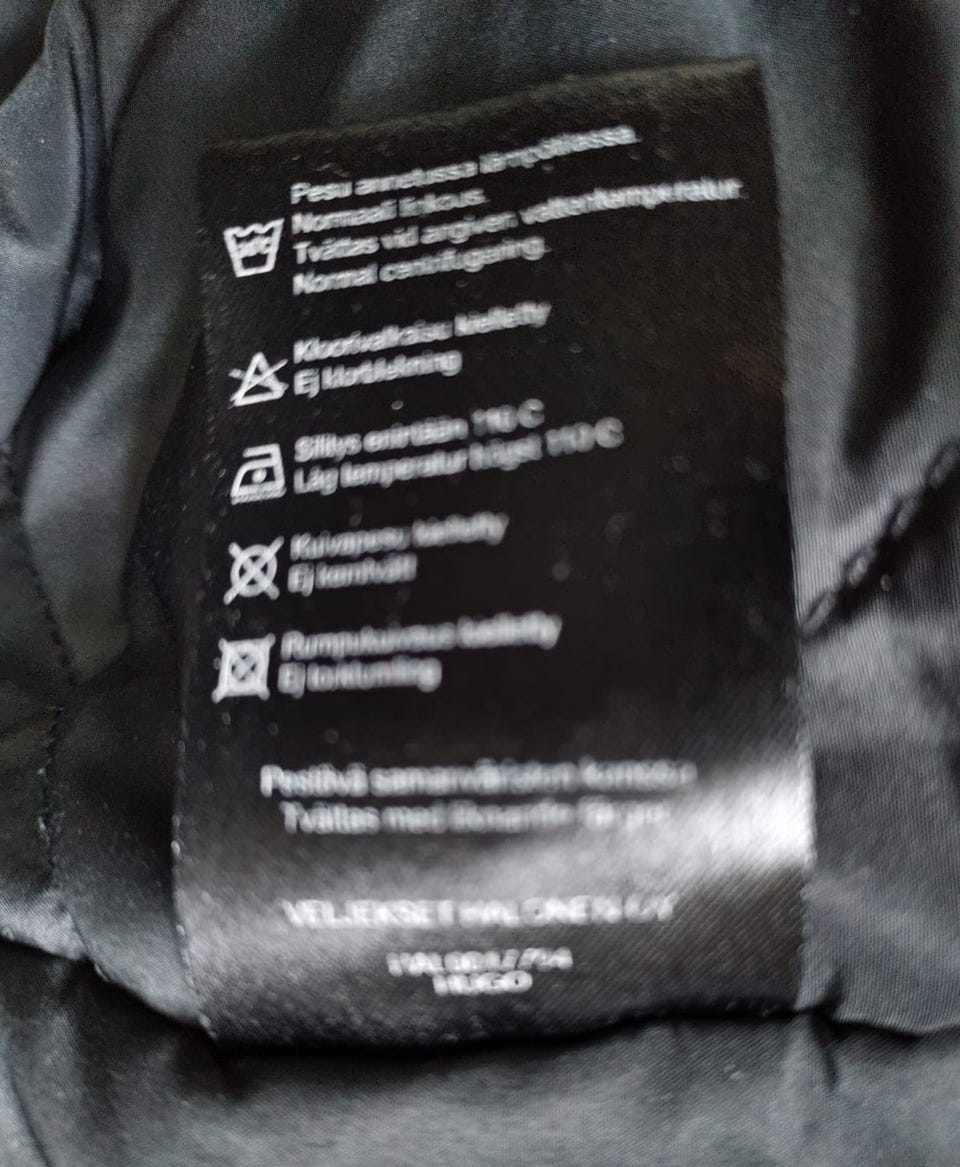 Pesu annetussa lämpötilassa.
Normaali linkous.
Tvättas vid angiven vattentemperatur.
Normal centrifugering.
Kloorivalkaisu kielletty
Ej klorblekning
Silitys enintään 110 C
Låg temperatur högst 110 C
Kuivapesu kielletty
Ej kemtvätt
Rumpukuivaus kielletty
Ej torktumling
Pestävä samanväristen kanssa
Tvättas med liknande färger
VELJEKSET HALONEN OY
HUGO